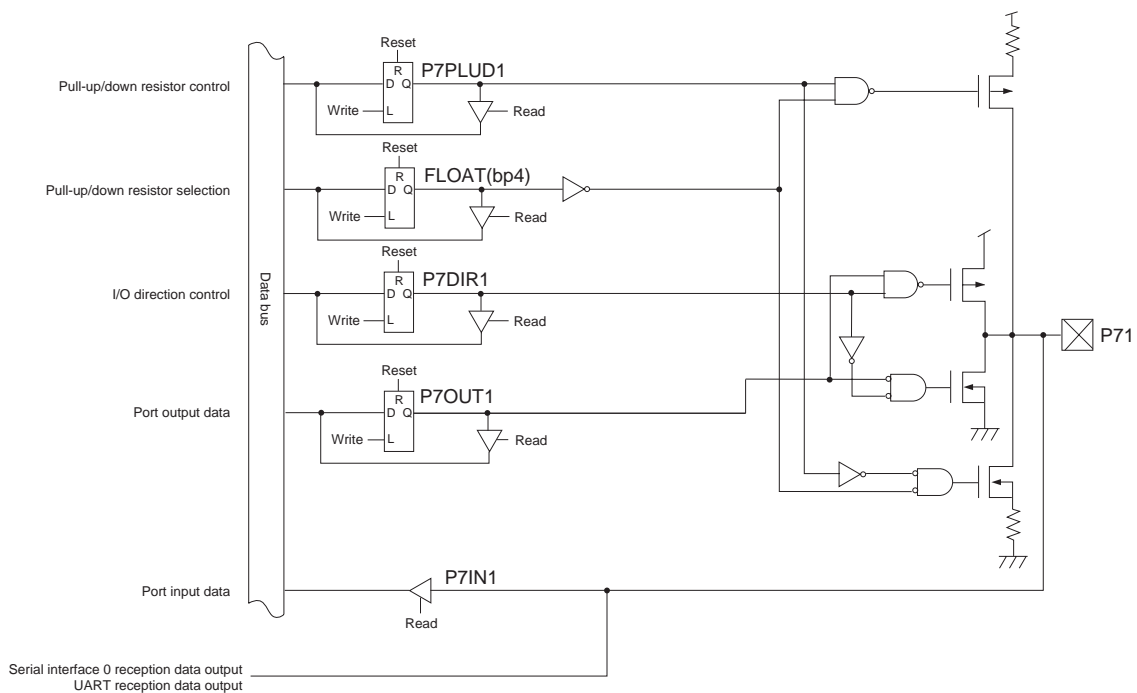 Reset
R
P7PLUD1
Pull-up/down resistor control
D Q
Write
L
Read
Reset
R
FLOAT(bp4)
Pull-up/down resistor selection
D Q
Write
L
Read
Reset
R
P7DIR1
I/O direction control
D Q
Write
L
Read
Data bus
P71
Reset
R
P7OUT1
Port output data
D Q
Write
L
Read
P7IN1
Port input data
Read
Serial interface 0 reception data output
UART reception data output